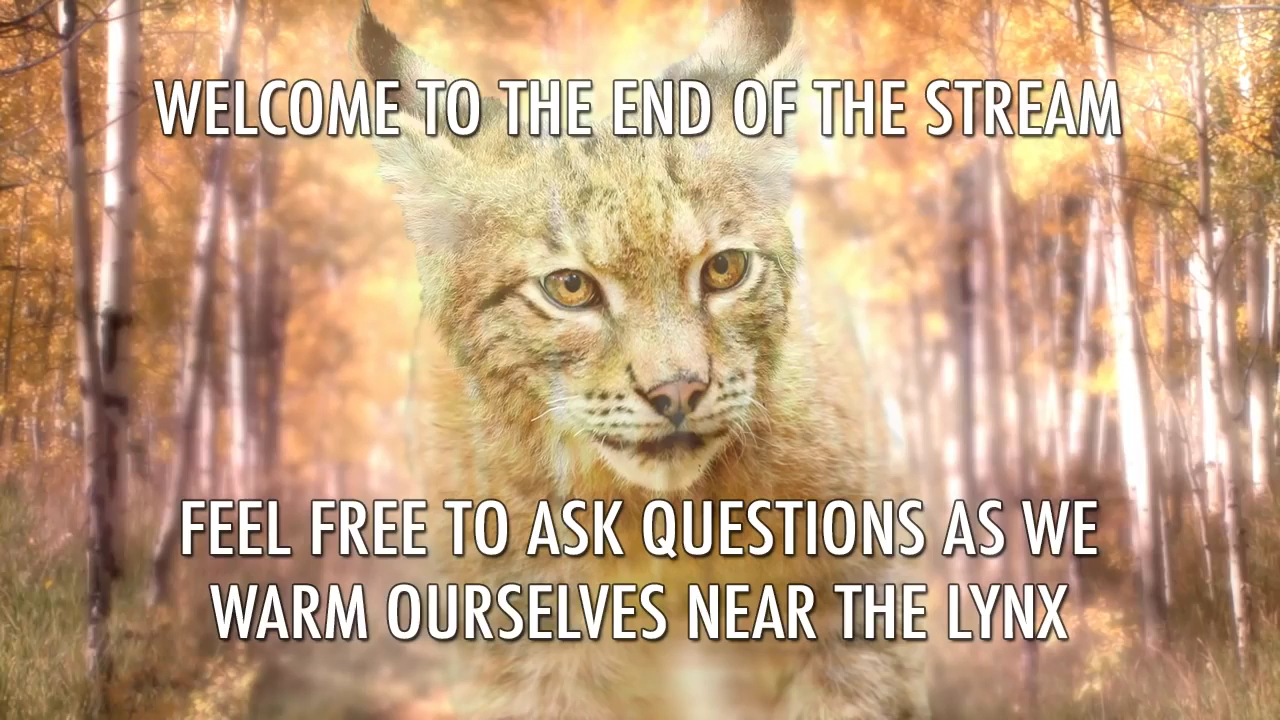 WELCOME TO THE END OF THE STREAM
FEEL FREE TO ASK QUESTIONS AS WE
WARM OURSELVES NEAR THE LYNX